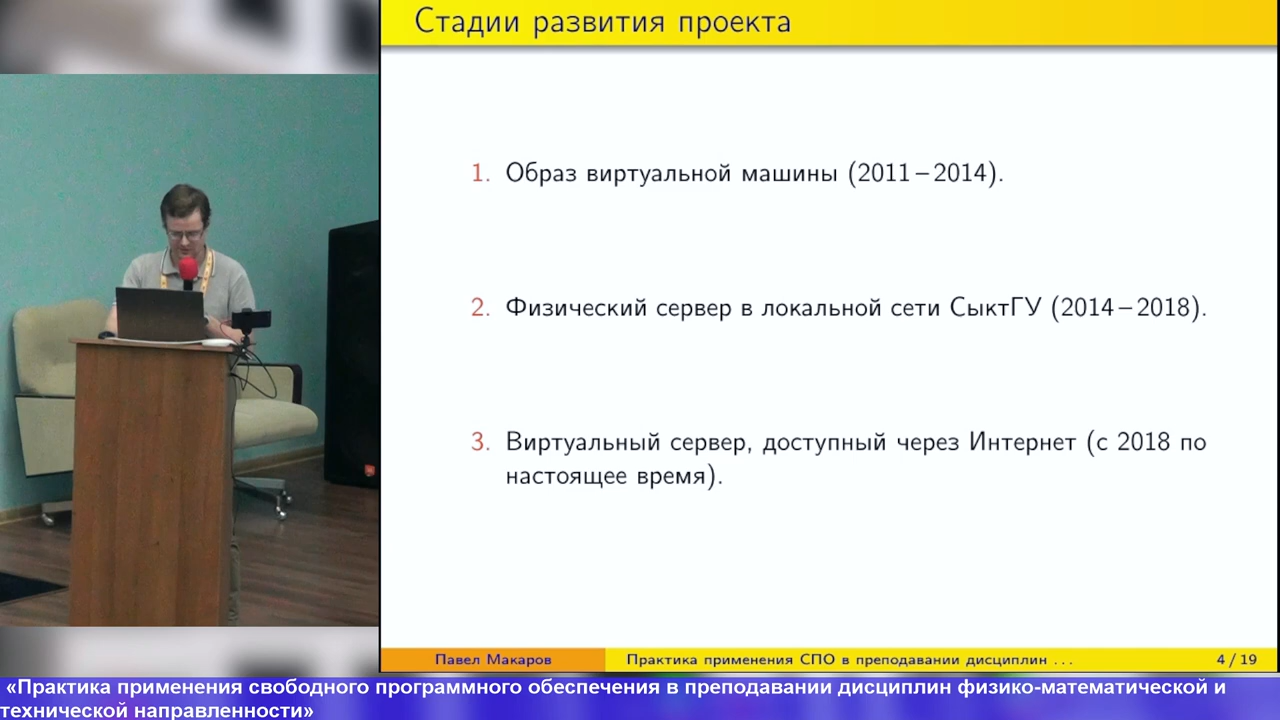 Стадии развития проекта
1. Образ виртуальной машины (2011 – 2014).
2. Физический сервер в локальной сети СыктГУ (2014 – 2018).
3. Виртуальный сервер, доступный через Интернет (с 2018 по
настоящее время).
Павел Макаров Практика применения СПО в преподавании дисциплин ... 4 / 19
«Практика применения свободного программного обеспечения в преподавании дисциплин физико-математической и
технической направленности»